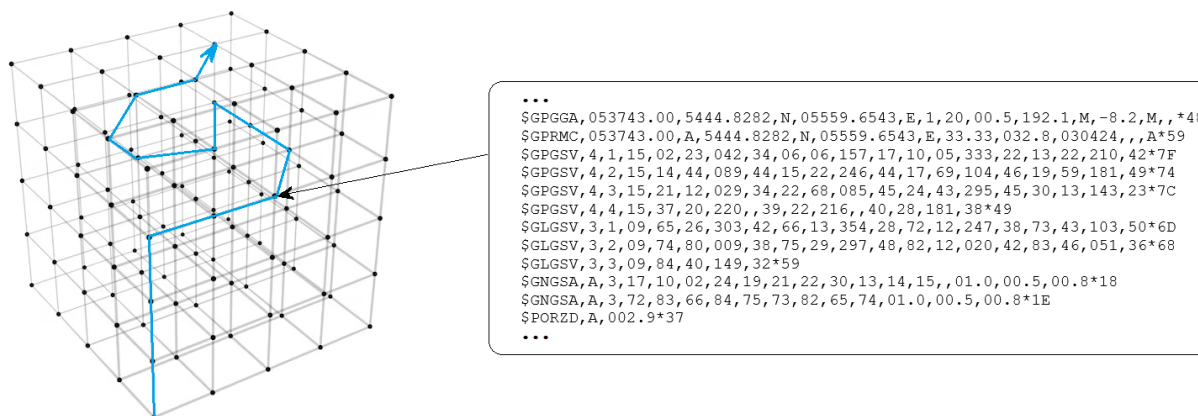 ...
$GPGGA,053743.00,5444.8282,N,05559.6543,E,1,20,00.5,192.1,M,-8.2,M,,*48
$GPRMC,053743.00,A,5444.8282,N,05559.6543,E,33.33,032.8,030424,,,A*59
$GPGSV,4,1,15,02,23,042,34,06,06,157,17,10,05,333,22,13,22,210,42*7F
$GPGSV,4,2,15,14,44,089,44,15,22,246,44,17,69,104,46,19,59,181,49*74
$GPGSV,4,3,15,21,12,029,34,22,68,085,45,24,43,295,45,30,13,143,23*7C
$GPGSV,4,4,15,37,20,220,,39,22,216,,40,28,181,38*49
$GLGSV,3,1,09,65,26,303,42,66,13,354,28,72,12,247,38,73,43,103,50*6D
$GLGSV,3,2,09,74,80,009,38,75,29,297,48,82,12,020,42,83,46,051,36*68
$GLGSV,3,3,09,84,40,149,32*59
$GNGSA,A,3,17,10,02,24,19,21,22,30,13,14,15,,01.0,00.5,00.8*18
$GNGSA,A,3,72,83,66,84,75,73,82,65,74,01.0,00.5,00.8*1E
$PORZD,A,002.9*37
...